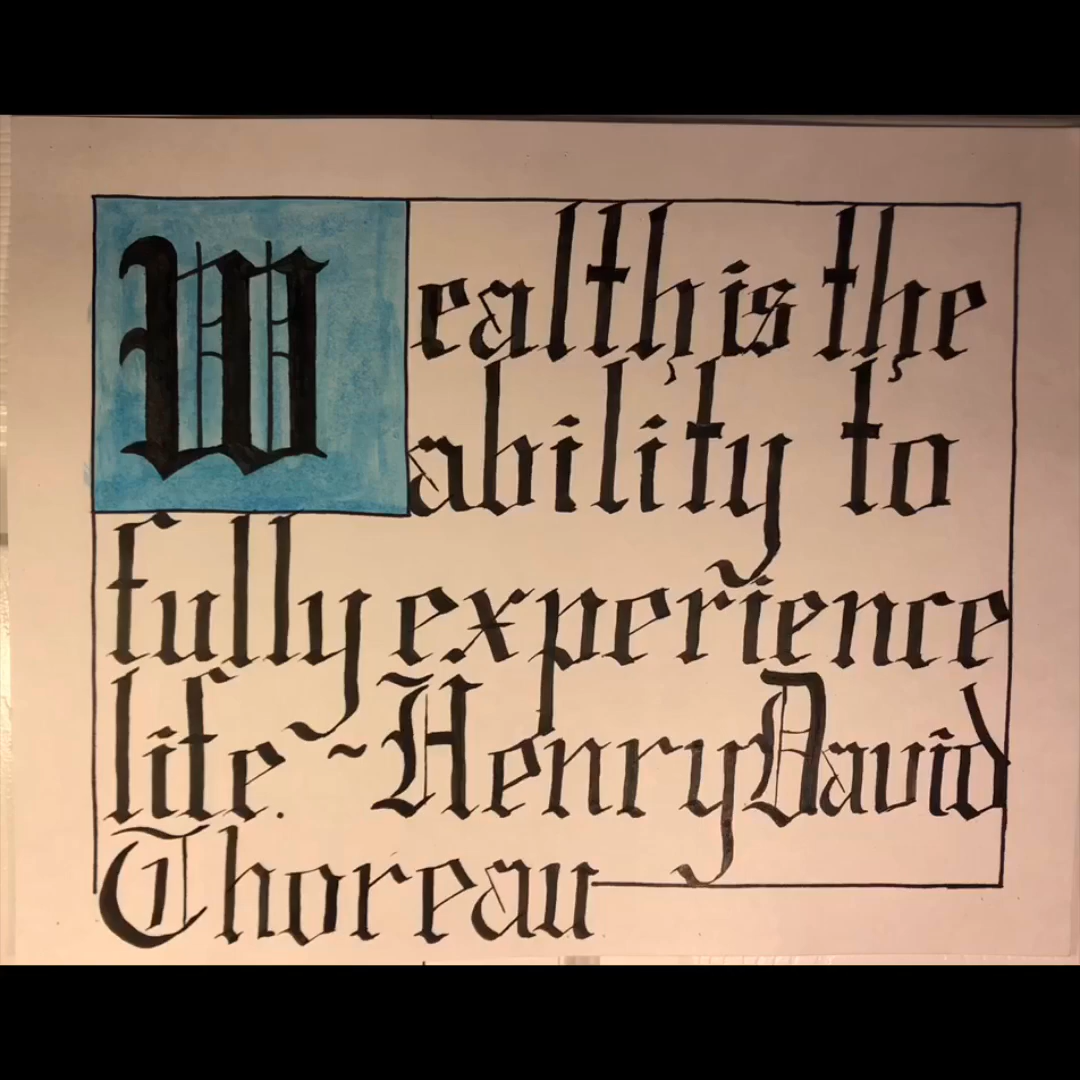 Wealth is the
ability to
fully experience
life. ~ Henry David
Thoreau